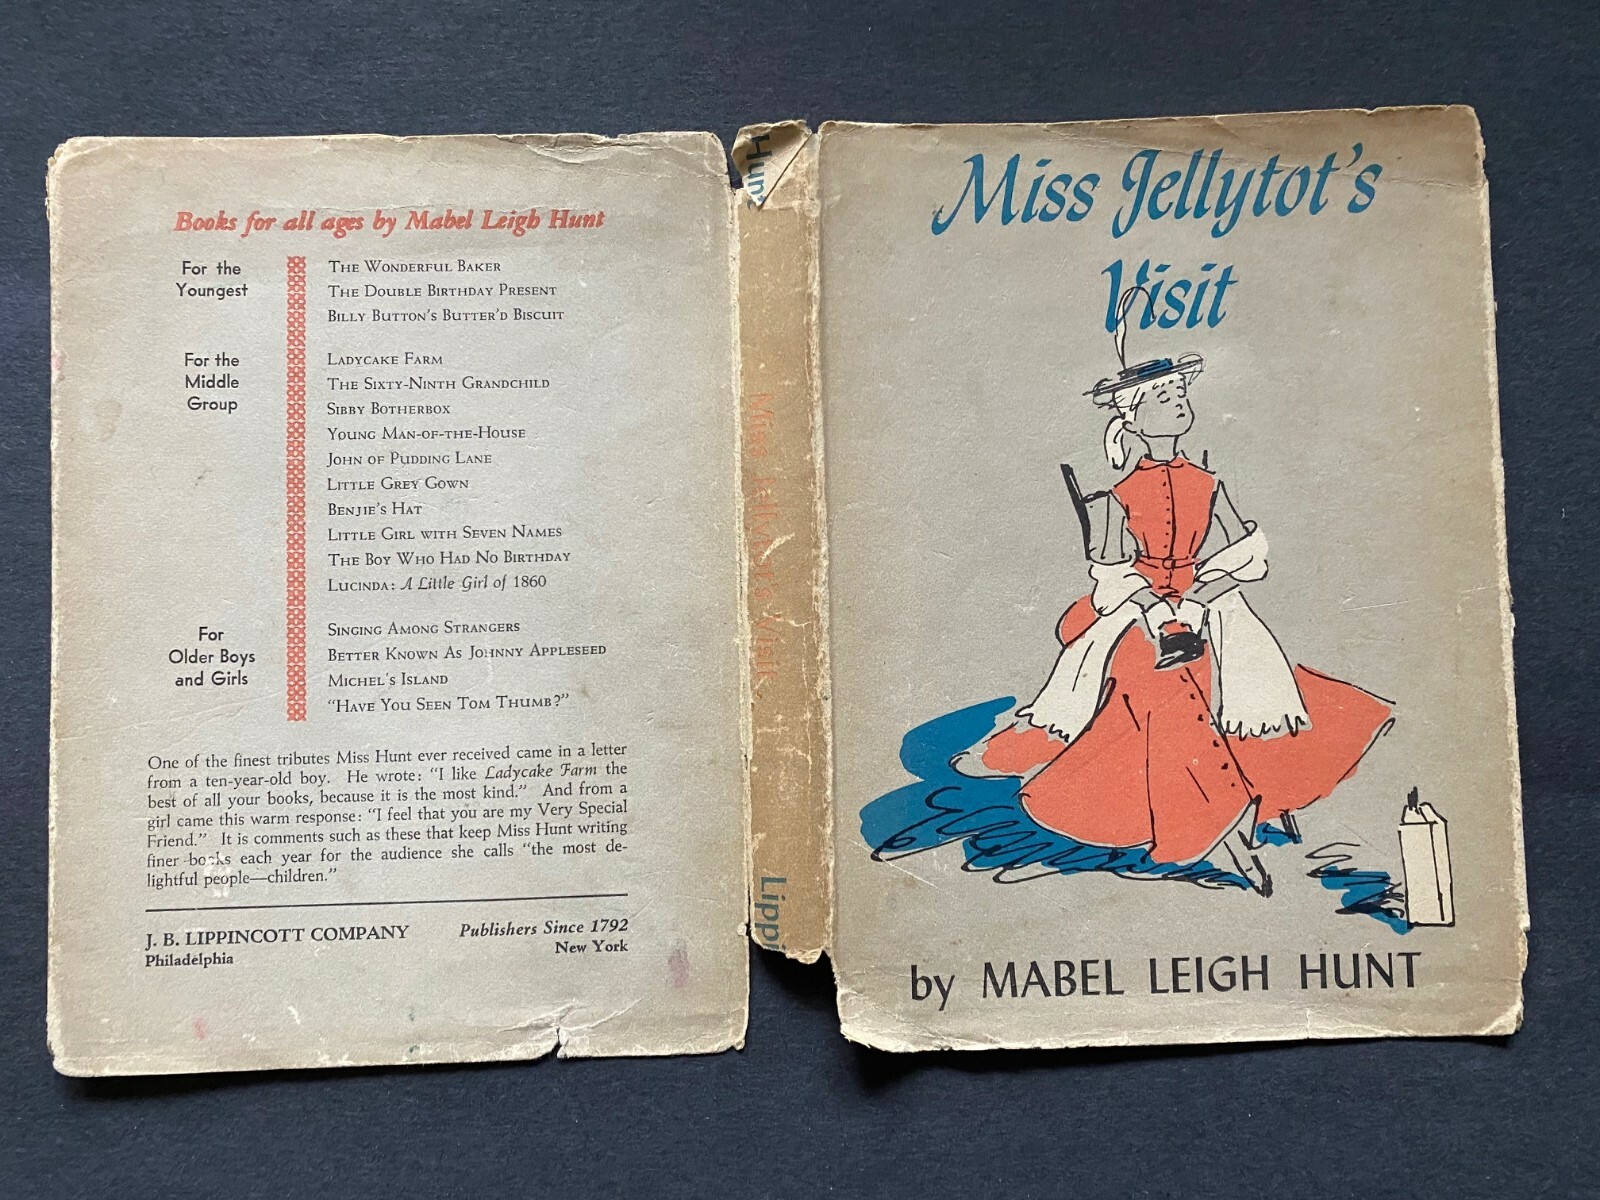 Books for all ages by Mabel Leigh Hunt
For the
Youngest
The Wonderful Baker
The Double Birthday Present
Billy Button's Butter'd Biscuit
For the
Middle
Group
Ladycake Farm
The Sixty-Ninth Grandchild
Sibby Botherbox
Young Man-of-the-House
John of Pudding Lane
Little Grey Gown
Benjie's Hat
Little Girl with Seven Names
The Boy Who Had No Birthday
Lucinda: A Little Girl of 1860
For
Older Boys
and Girls
Singing Among Strangers
Better Known As Johnny Appleseed
Michel's Island
"Have You Seen Tom Thumb?"
One of the finest tributes Miss Hunt ever received came in a letter
from a ten-year-old boy. He wrote: "I like Ladycake Farm the
best of all your books, because it is the most kind." And from a
girl came this warm response: "I feel that you are my Very Special
Friend." It is comments such as these that keep Miss Hunt writing
finer books each year for the audience she calls "the most de-
lightful people—children."
J. B. LIPPINCOTT COMPANY
Philadelphia
Publishers Since 1792
New York
Hunt
Miss Jellytot's Visit
Lippi
Miss Jellytot's
Visit
by MABEL LEIGH HUNT